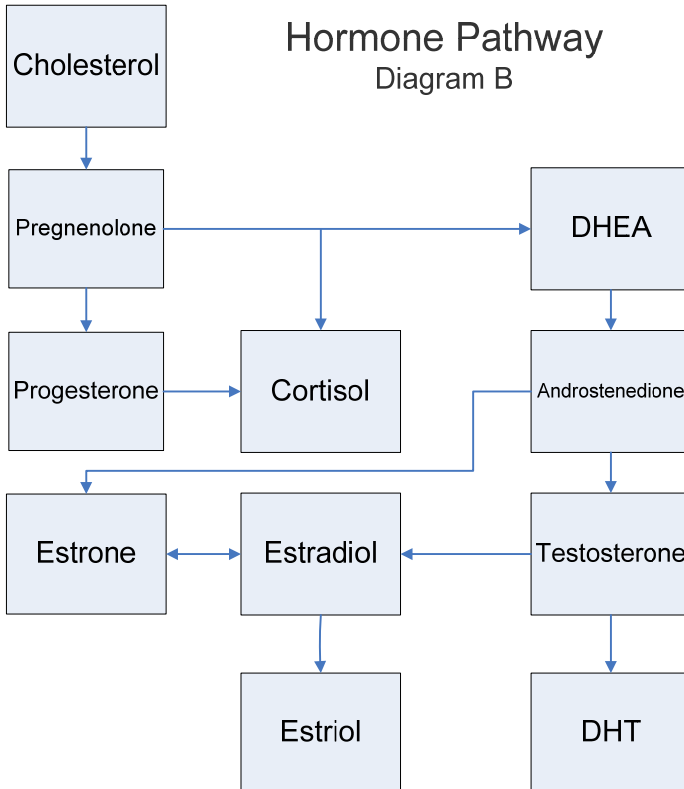 Hormone Pathway
Diagram B
Cholesterol
Pregnenolone
DHEA
Progesterone
Cortisol
Androstenedione
Estrone
Estradiol
Testosterone
Estriol
DHT